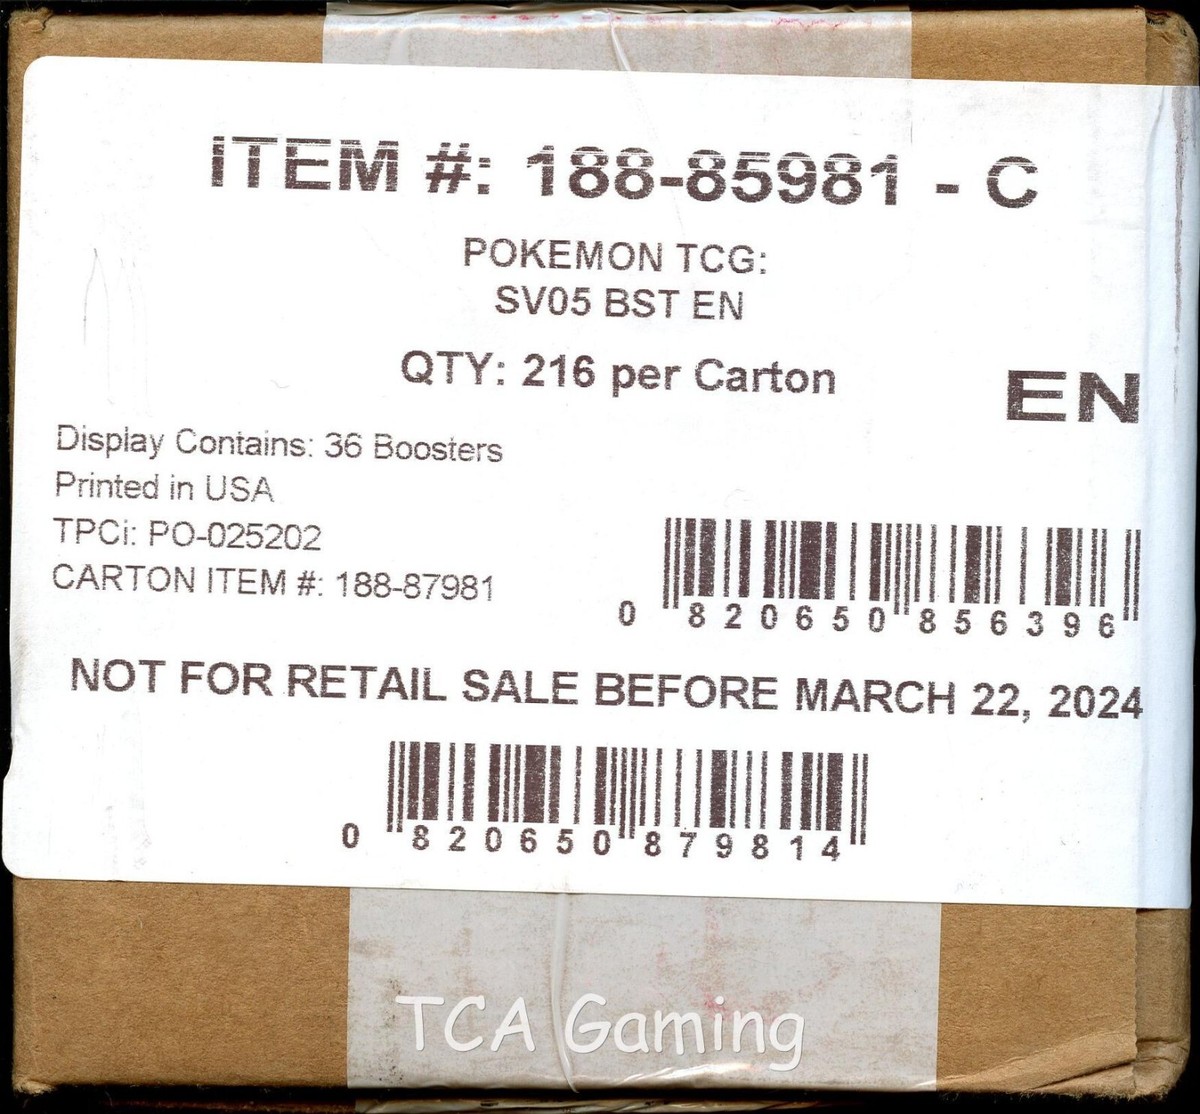 ITEM #: 188-85981 - C
POKEMON TCG:
SV05 BST EN
QTY: 216 per Carton
EN
Display Contains: 36 Boosters
Printed in USA
TPCi: PO-025202
CARTON ITEM #: 188-87981
0 820650 856396
NOT FOR RETAIL SALE BEFORE MARCH 22, 2024
0 820650 879814
TCA Gaming